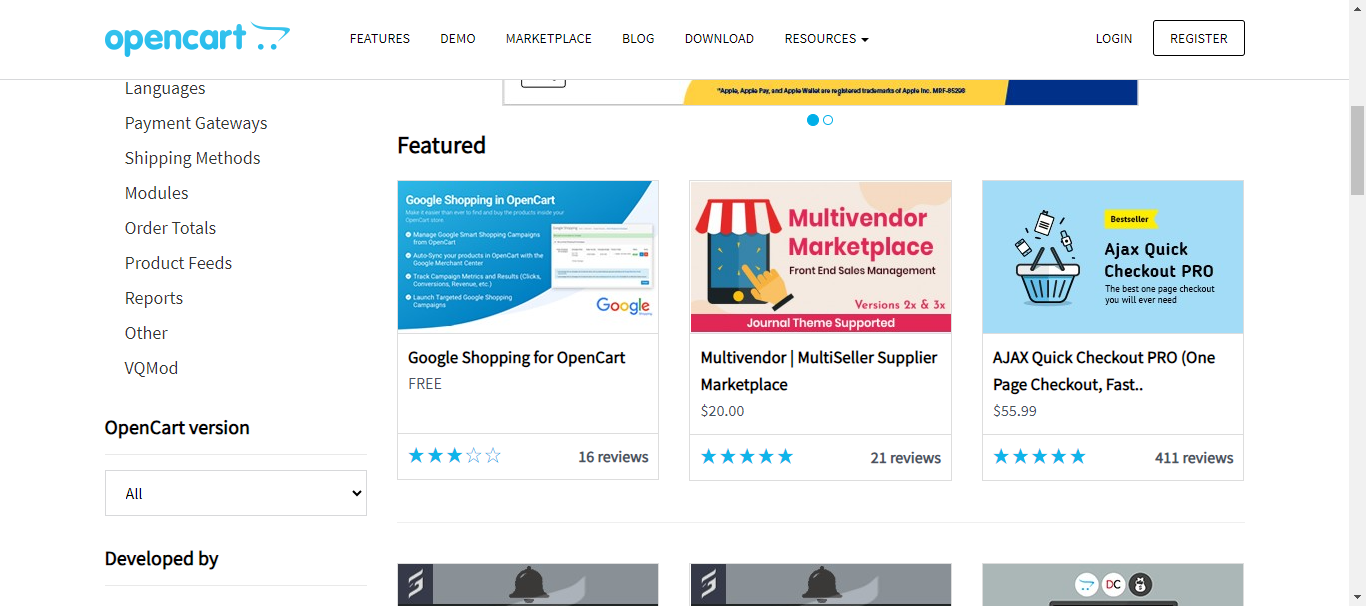 opencart
FEATURES
DEMO
MARKETPLACE
BLOG
DOWNLOAD
RESOURCES
LOGIN
REGISTER
Languages
Payment Gateways
Shipping Methods
Modules
Order Totals
Product Feeds
Reports
Other
VQMod
OpenCart version
All
Developed by
*Apple, Apple Pay, and Apple Wallet are registered trademarks of Apple Inc. MRF-85298
Featured
Google Shopping in OpenCart
Make it easier than ever to find and buy the products inside your
OpenCart store
Manage Google Smart Shopping Campaigns
from OpenCart
Auto-Sync your products in OpenCart with the
Google Merchant Center
Track Campaign Metrics and Results (Clicks,
Conversions, Revenue, etc.)
Launch Targeted Google Shopping
Campaigns
Google
Google Shopping for OpenCart
FREE
16 reviews
Multivendor
Marketplace
Front End Sales Management
Versions 2x & 3x
Journal Theme Supported
Multivendor | MultiSeller Supplier
Marketplace
$20.00
21 reviews
Bestseller
Ajax Quick
Checkout PRO
The best one page checkout
you will ever need
AJAX Quick Checkout PRO (One
Page Checkout, Fast..
$55.99
411 reviews
DC